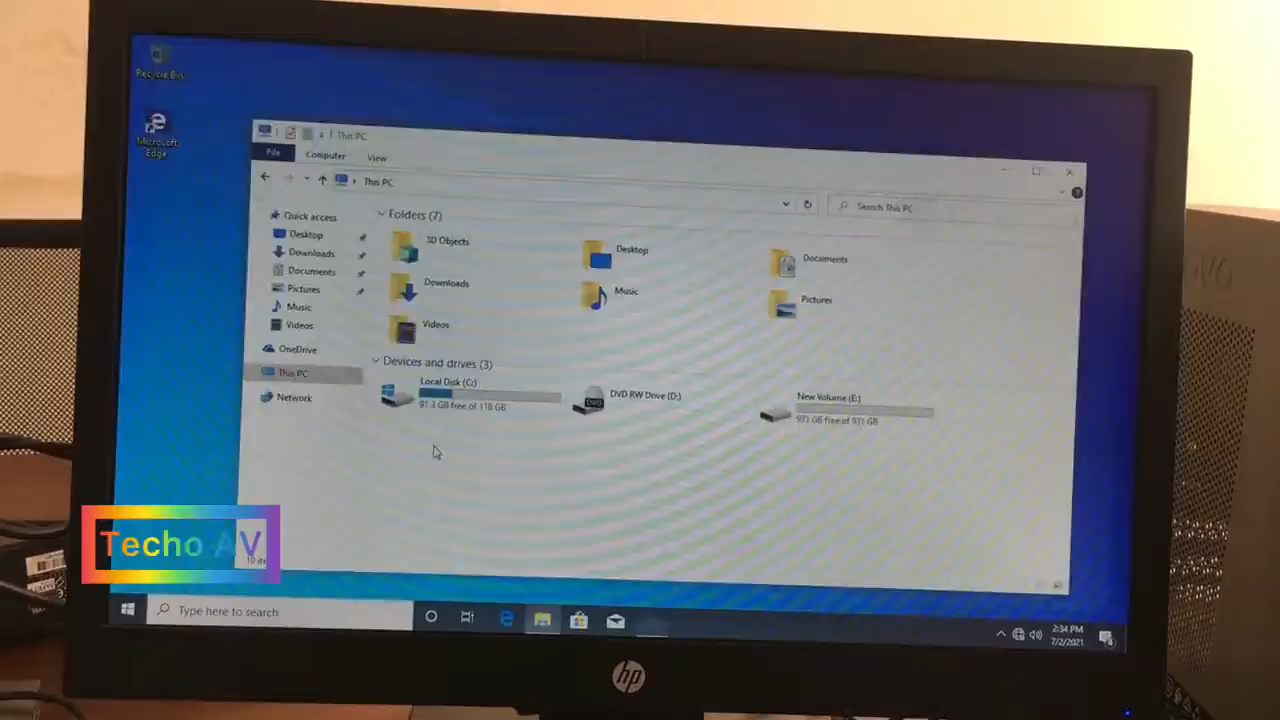 Recycle Bin
Microsoft
Edge
This PC
File
Computer
View
This PC
Search This PC
Quick access
Desktop
Downloads
Documents
Pictures
Music
Videos
OneDrive
This PC
Network
Folders (7)
3D Objects
Desktop
Documents
Downloads
Music
Pictures
Videos
Devices and drives (3)
Local Disk (C:)
91.3 GB free of 118 GB
DVD RW Drive (D:)
New Volume (E:)
931 GB free of 931 GB
Techo AV
Type here to search
2:34 PM
7/2/2021
hp